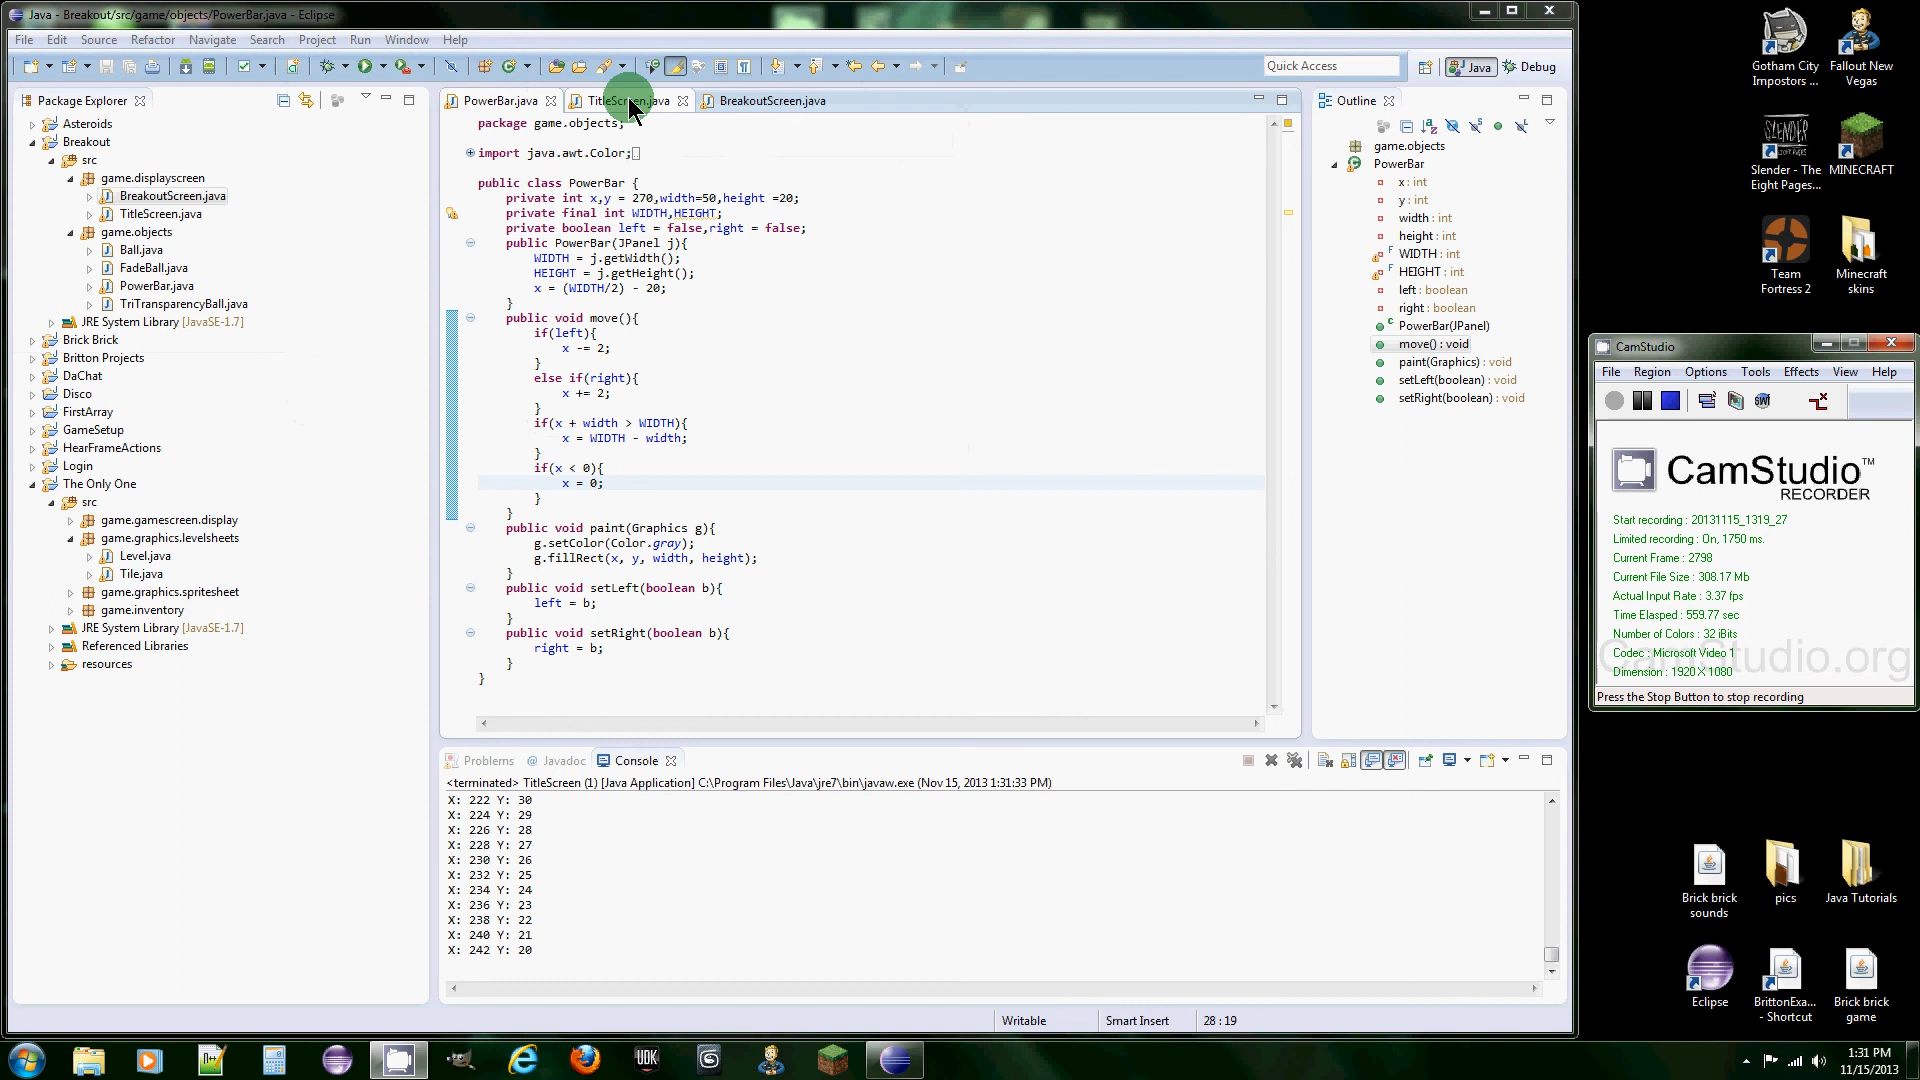 Java - Breakout/src/game/objects/PowerBar.java - Eclipse
File Edit Source Refactor Navigate Search Project Run Window Help
Quick Access
Java
Debug
Package Explorer
Asteroids
Breakout
src
game.displayscreen
BreakoutScreen.java
TitleScreen.java
game.objects
Ball.java
FadeBall.java
PowerBar.java
TriTransparencyBall.java
JRE System Library [JavaSE-1.7]
Brick Brick
Britton Projects
DaChat
Disco
FirstArray
GameSetup
HearFrameActions
Login
The Only One
src
game.gamescreen.display
game.graphics.levelsheets
Level.java
Tile.java
game.graphics.spritesheet
game.inventory
JRE System Library [JavaSE-1.7]
Referenced Libraries
resources
PowerBar.java
TitleScreen.java
BreakoutScreen.java
package game.objects;
import java.awt.Color;
public class PowerBar {
private int x,y = 270,width=50,height =20;
private final int WIDTH,HEIGHT;
private boolean left = false,right = false;
public PowerBar(JPanel j){
WIDTH = j.getWidth();
HEIGHT = j.getHeight();
x = (WIDTH/2) - 20;
}
public void move(){
if(left){
x -= 2;
}
else if(right){
x += 2;
}
if(x + width > WIDTH){
x = WIDTH - width;
}
if(x < 0){
x = 0;
}
}
public void paint(Graphics g){
g.setColor(Color.gray);
g.fillRect(x, y, width, height);
}
public void setLeft(boolean b){
left = b;
}
public void setRight(boolean b){
right = b;
}
}
Outline
game.objects
PowerBar
x : int
y : int
width : int
height : int
WIDTH : int
HEIGHT : int
left : boolean
right : boolean
PowerBar(JPanel)
move() : void
paint(Graphics) : void
setLeft(boolean) : void
setRight(boolean) : void
Problems
@ Javadoc
Console
<terminated> TitleScreen (1) [Java Application] C:\Program Files\Java\jre7\bin\javaw.exe (Nov 15, 2013 1:31:33 PM)
X: 222 Y: 30
X: 224 Y: 29
X: 226 Y: 28
X: 228 Y: 27
X: 230 Y: 26
X: 232 Y: 25
X: 234 Y: 24
X: 236 Y: 23
X: 238 Y: 22
X: 240 Y: 21
X: 242 Y: 20
Writable
Smart Insert
28 : 19
Gotham City
Impostors ...
Fallout New
Vegas
SLENDER
Slender - The
Eight Pages...
MINECRAFT
Team
Fortress 2
Minecraft
skins
CamStudio
File Region Options Tools Effects View Help
SWF
CamStudio™
RECORDER
Start recording : 20131115_1319_27
Limited recording : On, 1750 ms.
Current Frame : 2798
Current File Size : 308.17 Mb
Actual Input Rate : 3.37 fps
Time Elasped : 559.77 sec
Number of Colors : 32 iBits
Codec : Microsoft Video 1
Dimension : 1920 X 1080
CamStudio.org
Press the Stop Button to stop recording
Brick brick
sounds
pics
Java Tutorials
Eclipse
BrittonExa...
- Shortcut
Brick brick
game
UDK
1:31 PM
11/15/2013